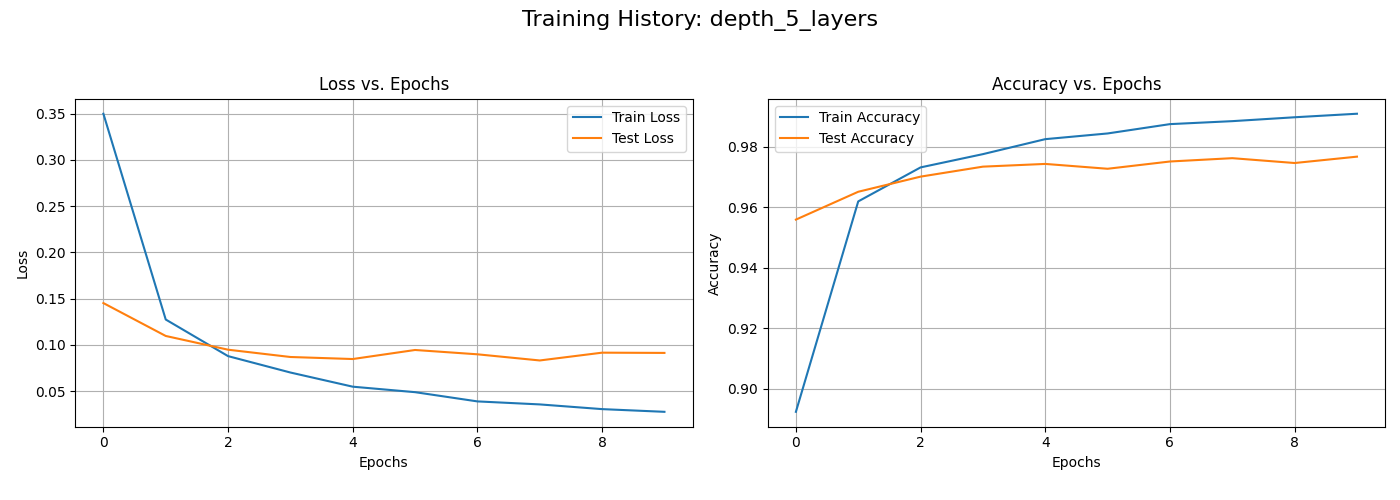 Training History: depth_5_layers
Loss vs. Epochs
Train Loss
Test Loss
0.35
0.30
0.25
0.20
0.15
0.10
0.05
Loss
0
2
4
6
8
Epochs
Accuracy vs. Epochs
Train Accuracy
Test Accuracy
0.98
0.96
0.94
0.92
0.90
Accuracy
0
2
4
6
8
Epochs